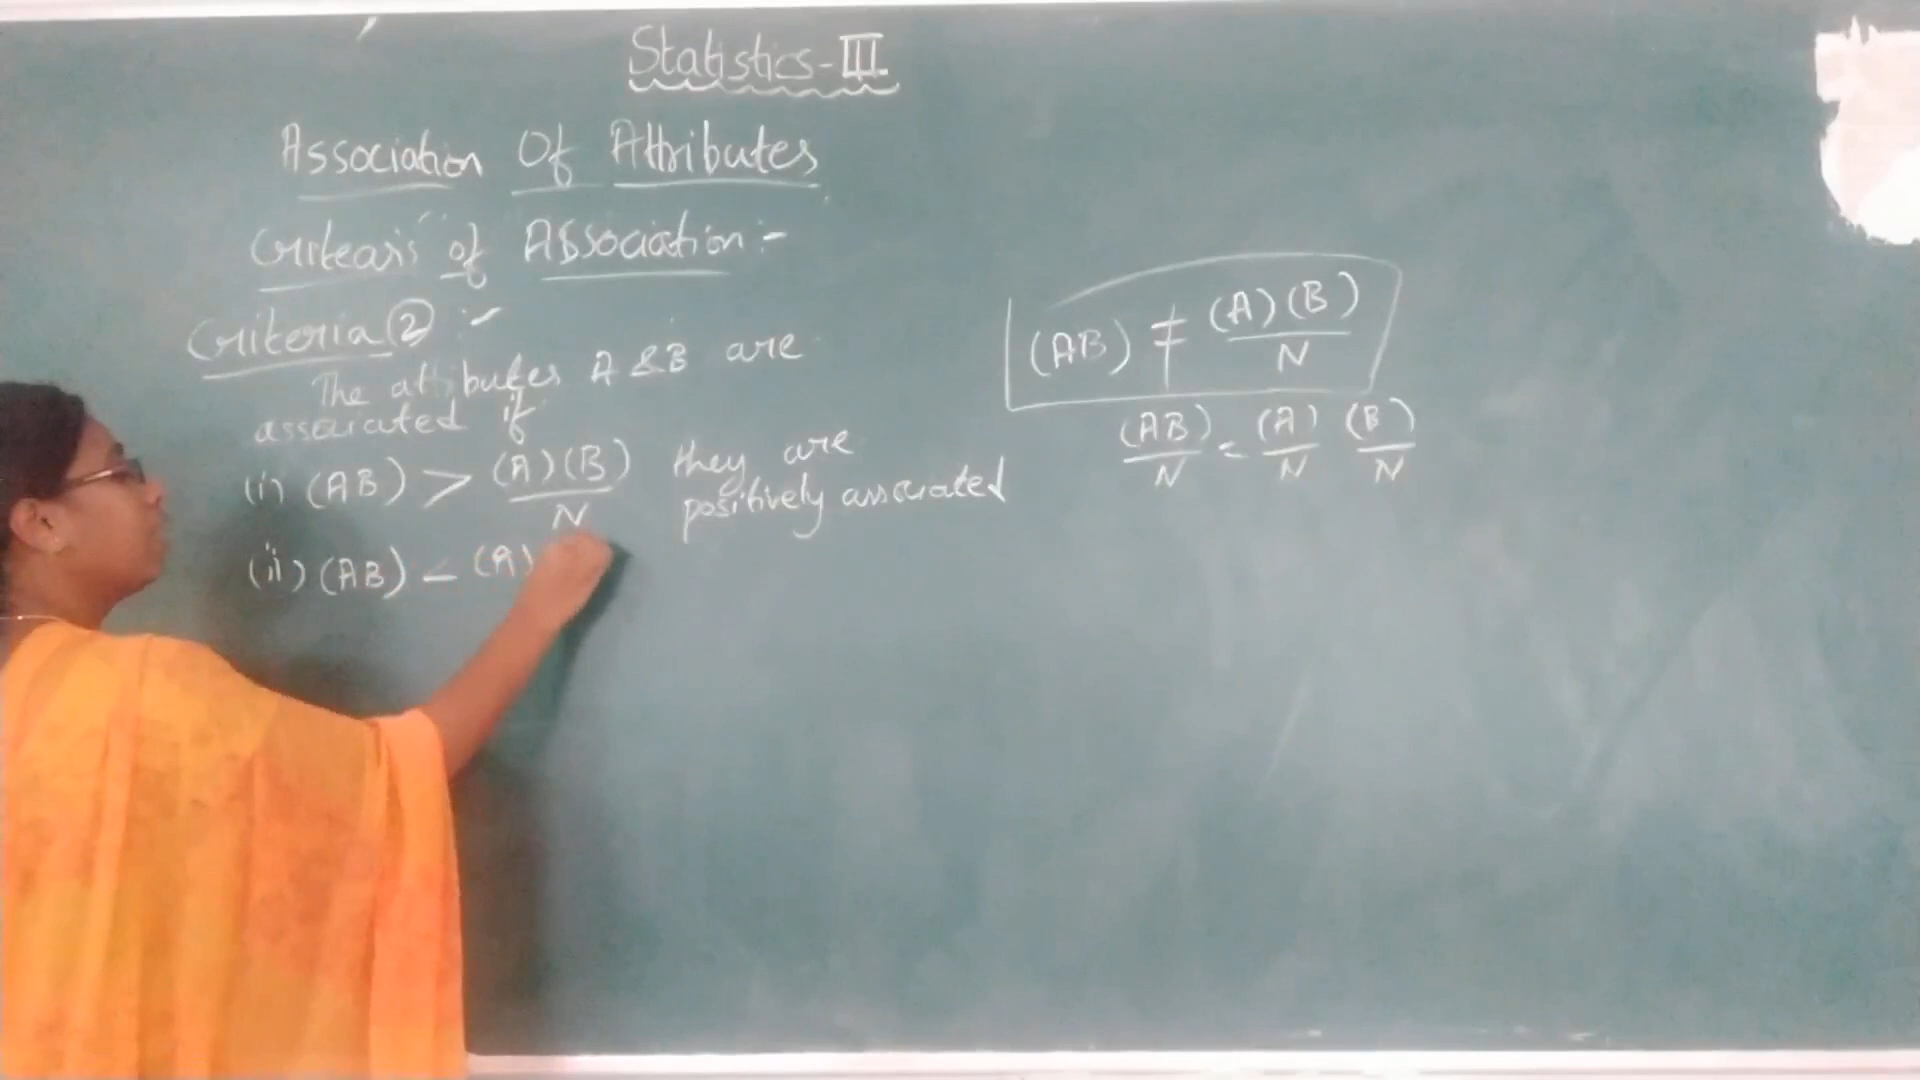 Statistics-III
Association Of Attributes
Critearis of Association :-
Criteria ② :-
The attributes A & B are
associated if
(i) (AB) > (A)(B) / N they are
positively associated
(ii) (AB) < (A)
(AB) ≠ (A)(B) / N
(AB)/N = (A)/N (B)/N